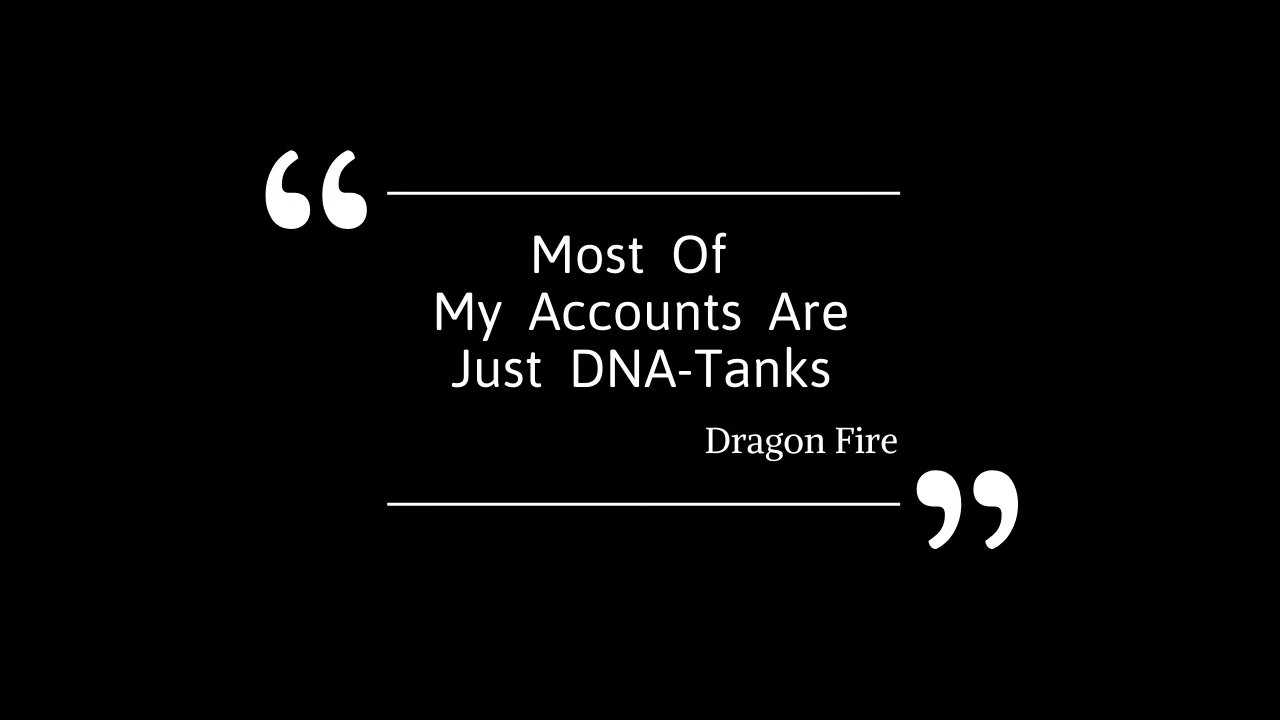 “
Most Of
My Accounts Are
Just DNA-Tanks
Dragon Fire
”